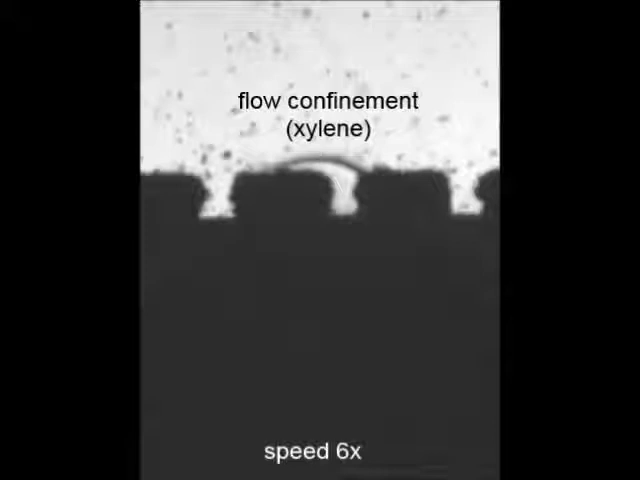 flow confinement
(xylene)
speed 6x